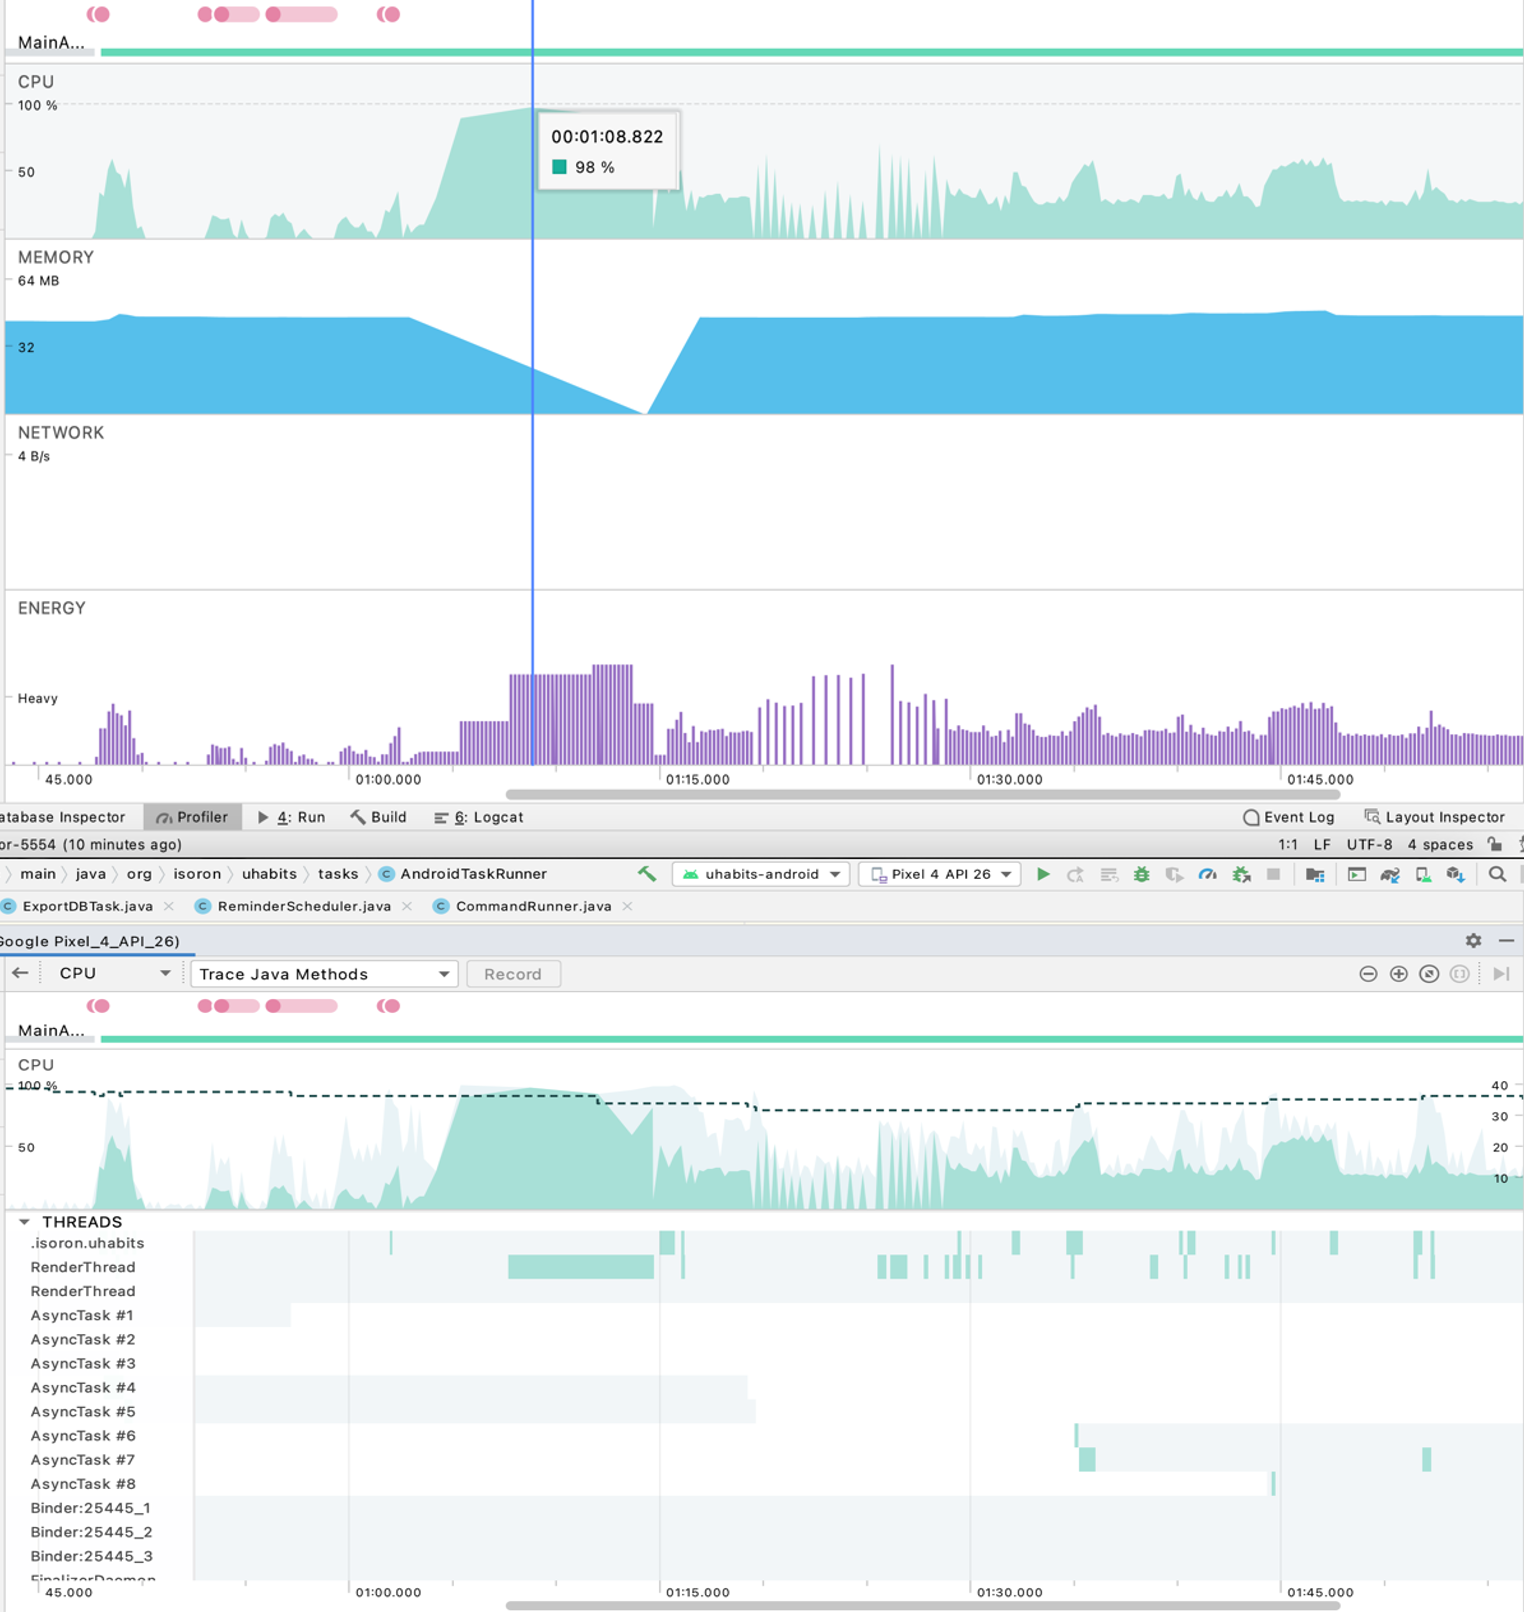 MainA...
CPU
100 %
00:01:08.822
98 %
50
MEMORY
64 MB
32
NETWORK
4 B/s
ENERGY
Heavy
45.000 01:00.000 01:15.000 01:30.000 01:45.000
atabase Inspector Profiler 4: Run Build 6: Logcat Event Log Layout Inspector
or-5554 (10 minutes ago) 1:1 LF UTF-8 4 spaces
main java org isoron uhabits tasks C AndroidTaskRunner uhabits-android Pixel 4 API 26
C ExportDBTask.java C ReminderScheduler.java C CommandRunner.java
Google Pixel_4_API_26)
CPU Trace Java Methods Record
MainA...
CPU
100 % 40
30
50 20
10
THREADS
.isoron.uhabits
RenderThread
RenderThread
AsyncTask #1
AsyncTask #2
AsyncTask #3
AsyncTask #4
AsyncTask #5
AsyncTask #6
AsyncTask #7
AsyncTask #8
Binder:25445_1
Binder:25445_2
Binder:25445_3
FinalizerDaemon
45.000 01:00.000 01:15.000 01:30.000 01:45.000